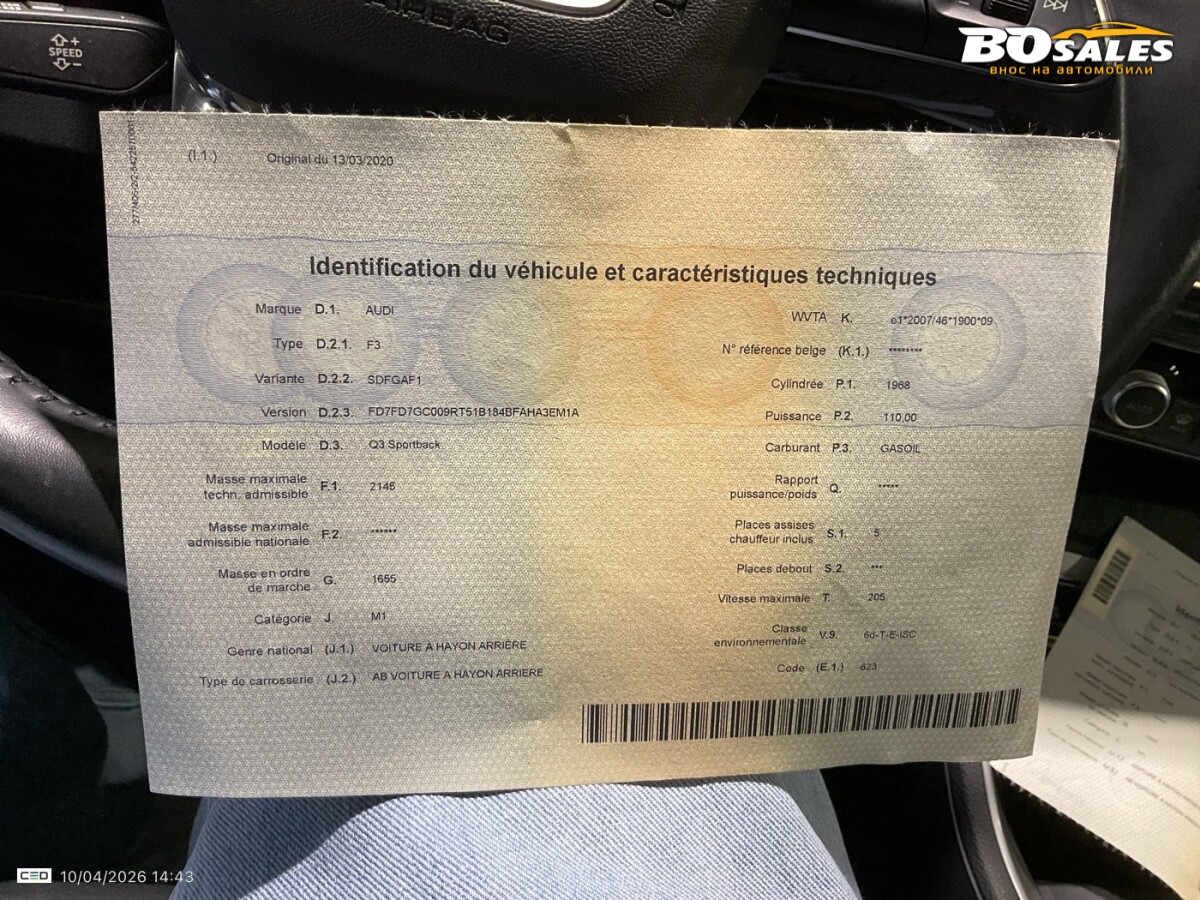 AIRBAG
SPEED
BOSALES
внос на автомобили
(I.1.) Original du 13/03/2020
Identification du véhicule et caractéristiques techniques
Marque D.1. AUDI
Type D.2.1. F3
Variante D.2.2. SDFGAF1
Version D.2.3. FD7FD7GC009RT51B184BFAHA3EM1A
Modèle D.3. Q3 Sportback
Masse maximale
techn. admissible F.1. 2145
Masse maximale
admissible nationale F.2. ******
Masse en ordre
de marche G. 1655
Catégorie J. M1
Genre national (J.1.) VOITURE À HAYON ARRIÈRE
Type de carrosserie (J.2.) AB VOITURE A HAYON ARRIERE
WVTA K. e1*2007/46*1900*09
N° référence belge (K.1.) ********
Cylindrée P.1. 1968
Puissance P.2. 110,00
Carburant P.3. GASOIL
Rapport
puissance/poids Q. *****
Places assises
chauffeur inclus S.1. 5
Places debout S.2. ***
Vitesse maximale T. 205
Classe
environnementale V.9. 6d-T-E-ISC
Code (E.1.) 623
AUTO
CEO 10/04/2026 14:43